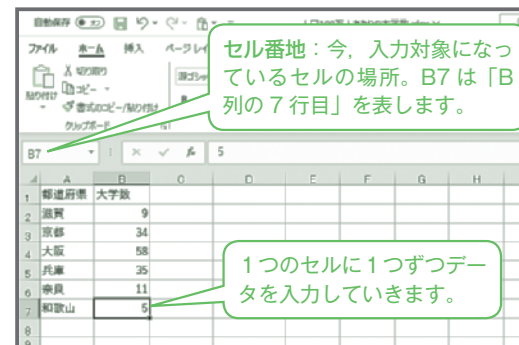 自動保存
ファイル ホーム 挿入 ページレイ
切り取り
コピー
貼り付け
書式のコピー/貼り付け
クリップボード
セル番地：今，入力対象になっ
ているセルの場所。B7 は「B
列の 7 行目」を表します。
B7 fx 5
A B C D E F G H
1 都道府県 大学数
2 滋賀 9
3 京都 34
4 大阪 58
5 兵庫 35
6 奈良 11
7 和歌山 5
8
9
１つのセルに１つずつデー
タを入力していきます。